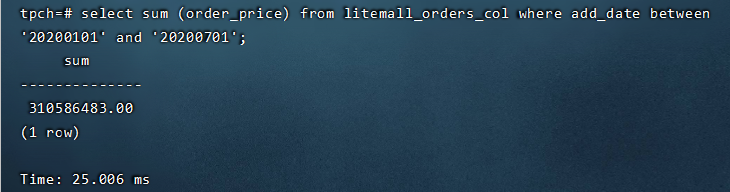 tpch=# select sum (order_price) from litemall_orders_col where add_date between
'20200101' and '20200701';
sum
--------------
310586483.00
(1 row)
Time: 25.006 ms